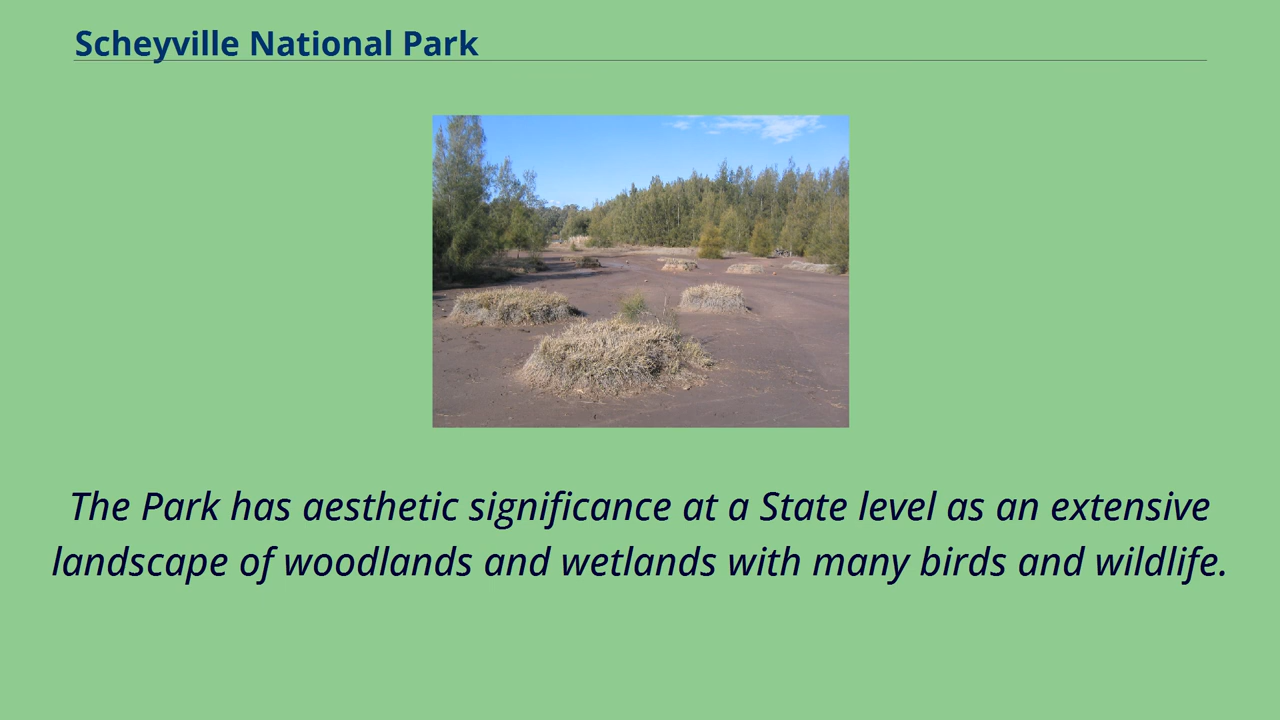 Scheyville National Park
The Park has aesthetic significance at a State level as an extensive
landscape of woodlands and wetlands with many birds and wildlife.